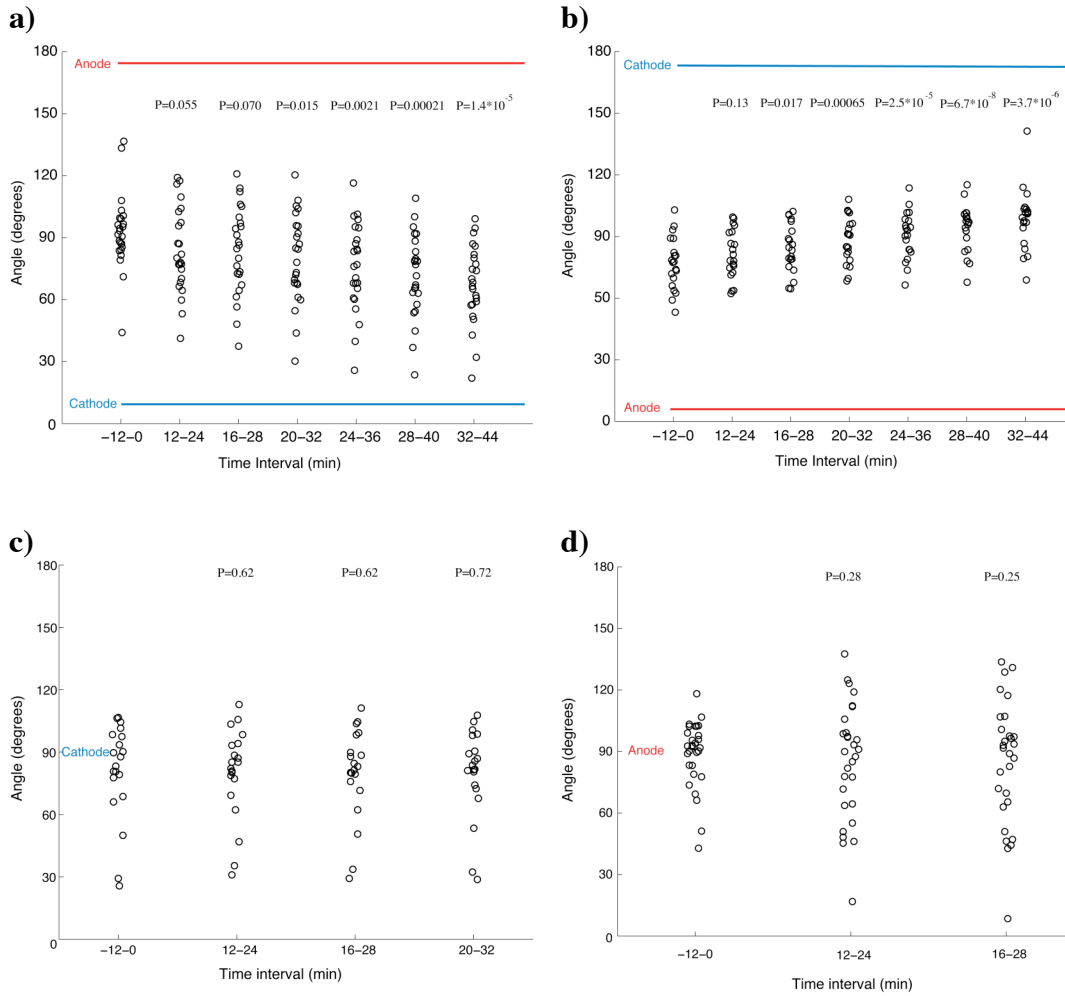 a)
180
Anode
150
P=0.055 P=0.070 P=0.015 P=0.0021 P=0.00021 P=1.4*10^-5
120
90
60
30
Cathode
0
Angle (degrees)
−12−0 12−24 16−28 20−32 24−36 28−40 32−44
Time Interval (min)
b)
180
Cathode
150
P=0.13 P=0.017 P=0.00065 P=2.5*10^-5 P=6.7*10^-8 P=3.7*10^-6
120
90
60
30
Anode
0
Angle (degrees)
−12−0 12−24 16−28 20−32 24−36 28−40 32−44
Time Interval (min)
c)
180
P=0.62 P=0.62 P=0.72
150
120
Cathode 90
60
30
0
Angle (degrees)
−12−0 12−24 16−28 20−32
Time interval (min)
d)
180
P=0.28 P=0.25
150
120
Anode 90
60
30
0
Angle (degrees)
−12−0 12−24 16−28
Time interval (min)